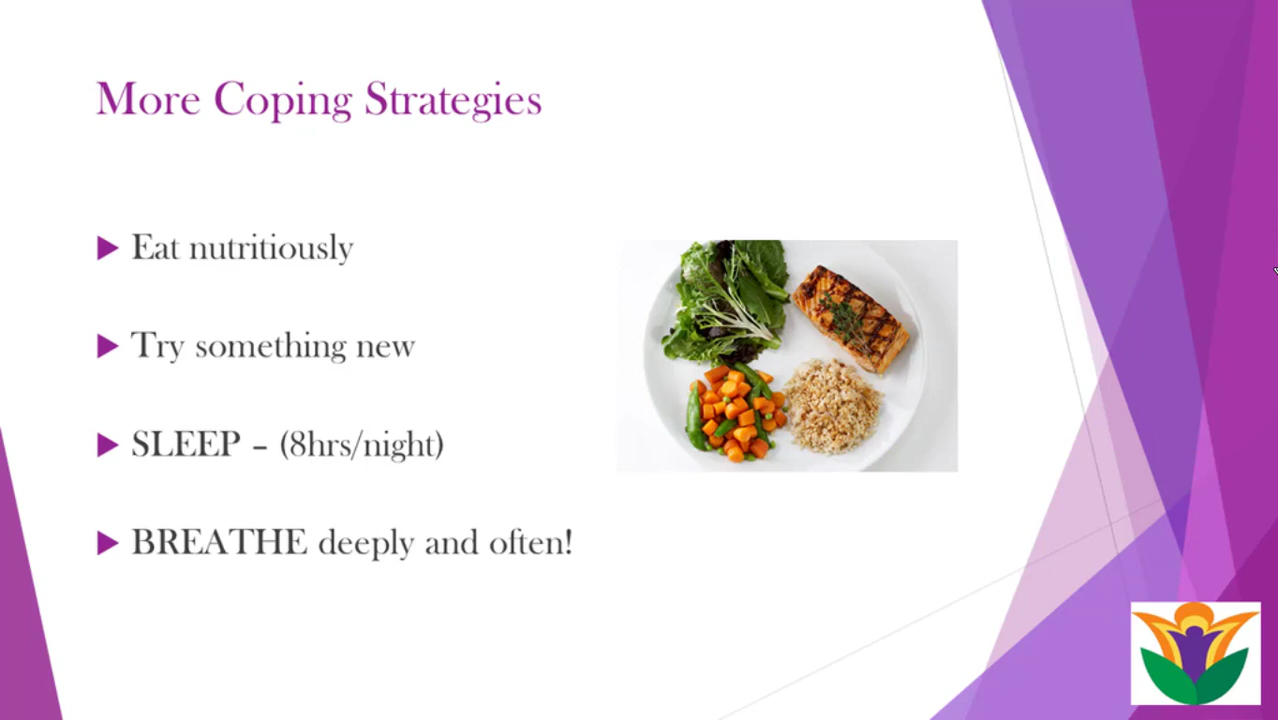 More Coping Strategies
Eat nutritiously
Try something new
SLEEP – (8hrs/night)
BREATHE deeply and often!